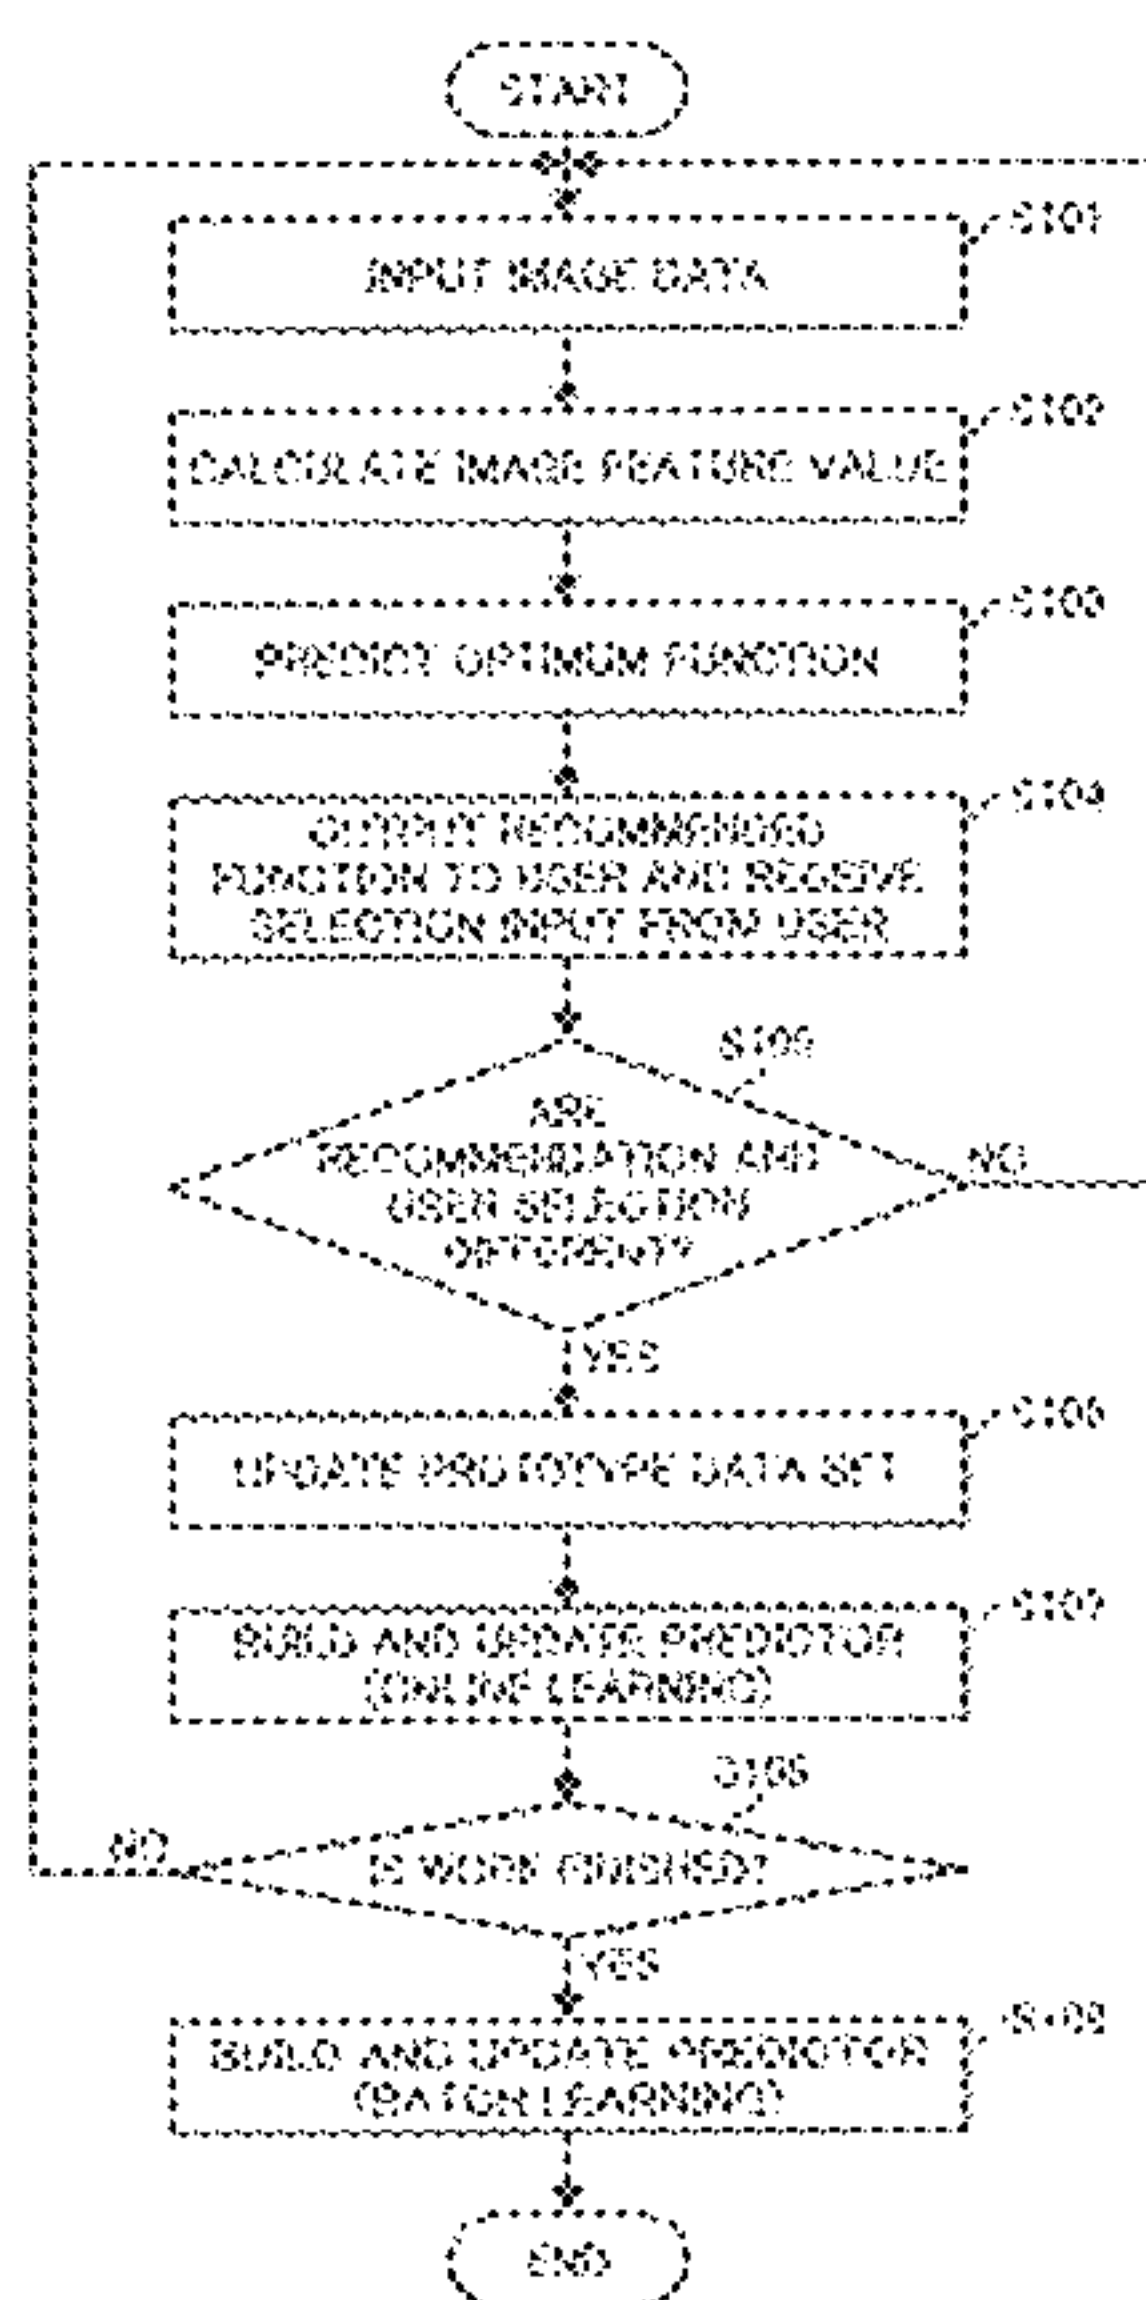 START
S101
INPUT IMAGE DATA
S102
CALCULATE IMAGE FEATURE VALUE
S103
PREDICT OPTIMUM FUNCTION
S104
OUTPUT RECOMMENDED
FUNCTION TO USER AND RECEIVE
SELECTION INPUT FROM USER
S105
ARE
RECOMMENDATION AND
USER SELECTION
DIFFERENT?
NO
YES
S106
UPDATE PROTOTYPE DATA SET
S107
BUILD AND UPDATE PREDICTOR
(ONLINE LEARNING)
S108
NO
IS WORK FINISHED?
YES
S109
BUILD AND UPDATE PREDICTOR
(BATCH LEARNING)
END